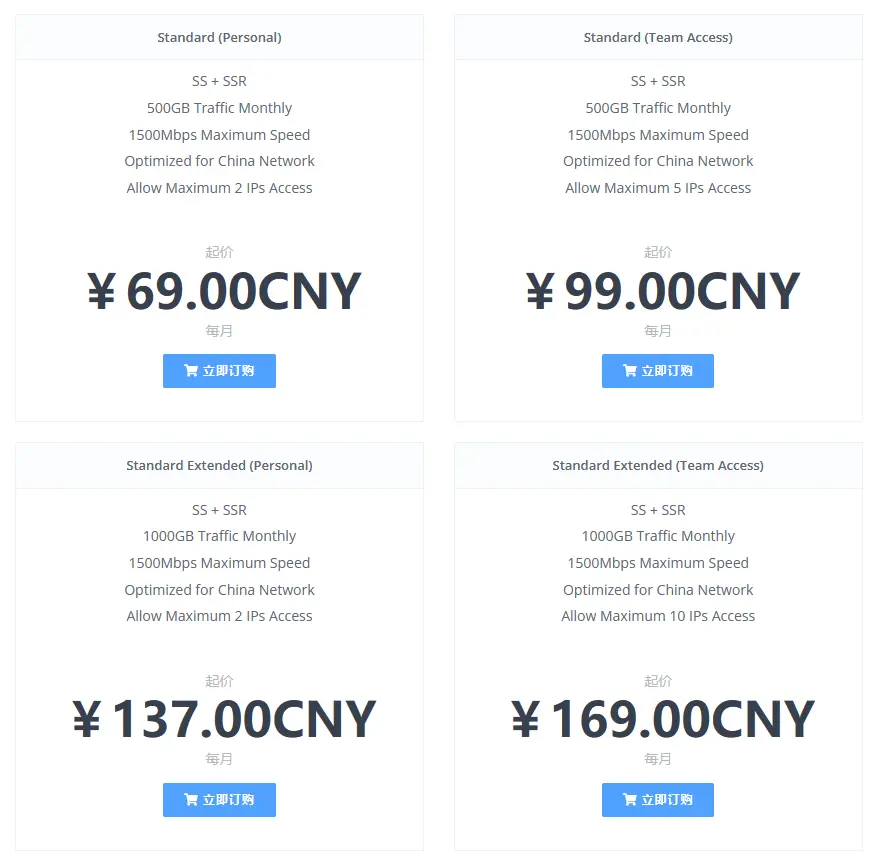 Standard (Personal)
SS + SSR
500GB Traffic Monthly
1500Mbps Maximum Speed
Optimized for China Network
Allow Maximum 2 IPs Access
起价
¥ 69.00CNY
每月
立即订购
Standard (Team Access)
SS + SSR
500GB Traffic Monthly
1500Mbps Maximum Speed
Optimized for China Network
Allow Maximum 5 IPs Access
起价
¥ 99.00CNY
每月
立即订购
Standard Extended (Personal)
SS + SSR
1000GB Traffic Monthly
1500Mbps Maximum Speed
Optimized for China Network
Allow Maximum 2 IPs Access
起价
¥ 137.00CNY
每月
立即订购
Standard Extended (Team Access)
SS + SSR
1000GB Traffic Monthly
1500Mbps Maximum Speed
Optimized for China Network
Allow Maximum 10 IPs Access
起价
¥ 169.00CNY
每月
立即订购